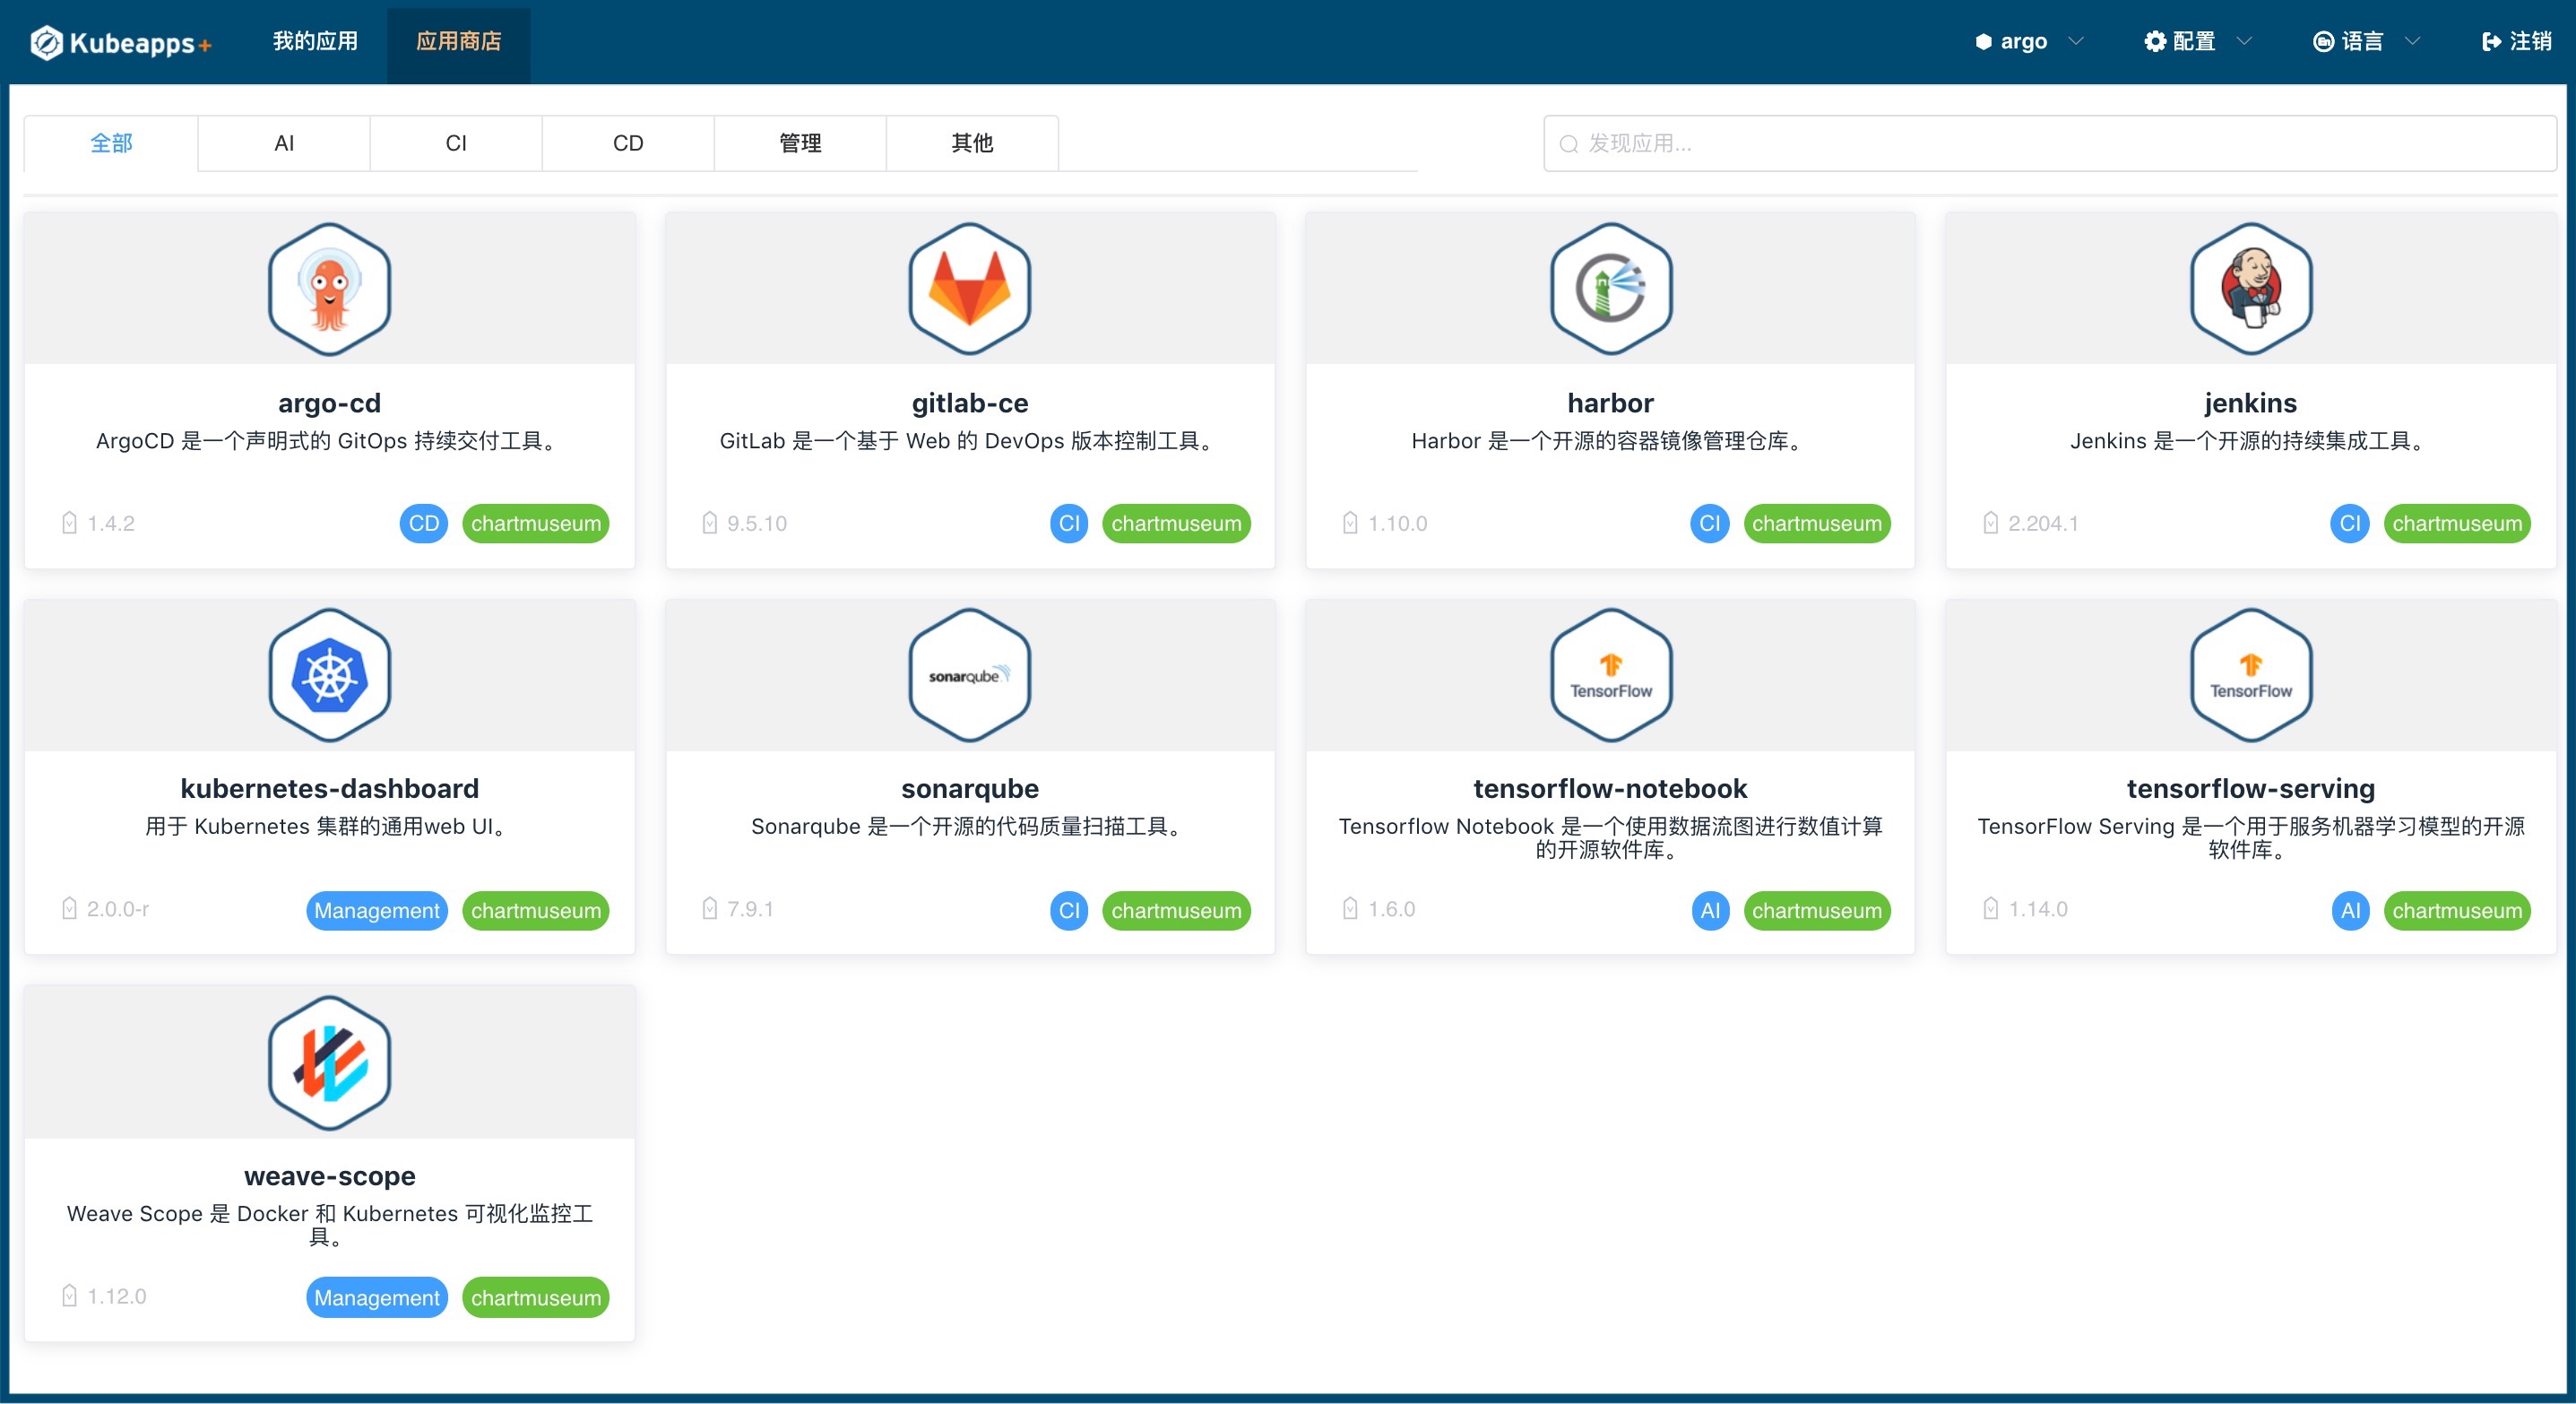 Kubeapps+ 我的应用 应用商店 argo 配置 语言 注销
全部 AI CI CD 管理 其他 发现应用...
argo-cd
ArgoCD 是一个声明式的 GitOps 持续交付工具。
1.4.2 CD chartmuseum
gitlab-ce
GitLab 是一个基于 Web 的 DevOps 版本控制工具。
9.5.10 CI chartmuseum
harbor
Harbor 是一个开源的容器镜像管理仓库。
1.10.0 CI chartmuseum
jenkins
Jenkins 是一个开源的持续集成工具。
2.204.1 CI chartmuseum
kubernetes-dashboard
用于 Kubernetes 集群的通用web UI。
2.0.0-r Management chartmuseum
sonarqube
sonarqube
Sonarqube 是一个开源的代码质量扫描工具。
7.9.1 CI chartmuseum
TensorFlow
tensorflow-notebook
Tensorflow Notebook 是一个使用数据流图进行数值计算
的开源软件库。
1.6.0 AI chartmuseum
TensorFlow
tensorflow-serving
TensorFlow Serving 是一个用于服务机器学习模型的开源
软件库。
1.14.0 AI chartmuseum
weave-scope
Weave Scope 是 Docker 和 Kubernetes 可视化监控工
具。
1.12.0 Management chartmuseum